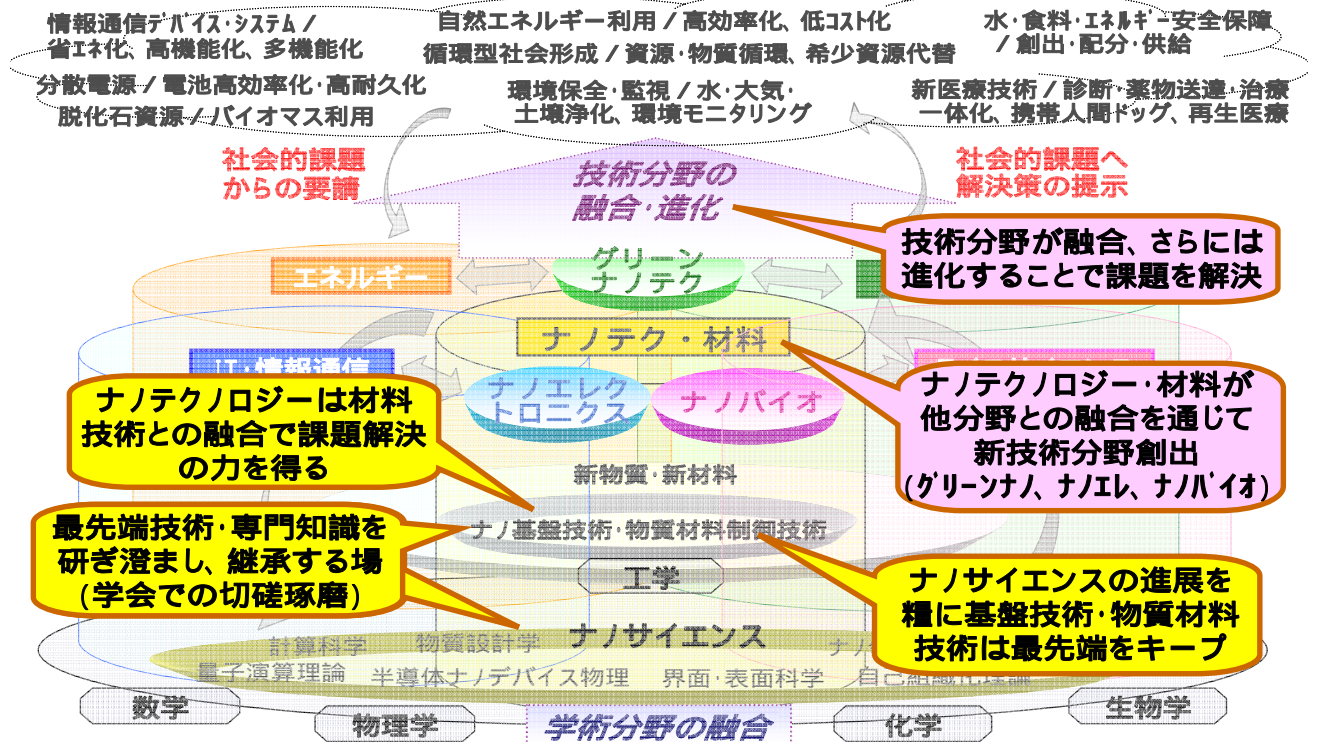 情報通信ﾃﾞﾊﾞｲｽ･ｼｽﾃﾑ /
省ｴﾈ化、高機能化、多機能化
分散電源 / 電池高効率化･高耐久化
脱化石資源 / バイオマス利用
自然エネルギー利用 / 高効率化、低ｺｽﾄ化
循環型社会形成 / 資源･物質循環、希少資源代替
環境保全･監視 / 水･大気･
土壌浄化、環境モニタリング
水･食料･ｴﾈﾙｷﾞｰ安全保障
/ 創出･配分･供給
新医療技術 / 診断･薬物送達･治療
一体化、携帯人間ﾄﾞｯｸﾞ、再生医療
社会的課題
からの要請
技術分野の
融合･進化
社会的課題へ
解決策の提示
技術分野が融合、さらには
進化することで課題を解決
エネルギー
グリーン
ナノテク
ナノテク・材料
IT･情報通信
ナノエレク
トロニクス
ナノバイオ
ナノテクノロジー･材料が
他分野との融合を通じて
新技術分野創出
(ｸﾞﾘｰﾝﾅﾉ、ﾅﾉｴﾚ、ﾅﾉﾊﾞｲｵ)
ナノテクノロジーは材料
技術との融合で課題解決
の力を得る
新物質･新材料
ナノ基盤技術･物質材料制御技術
最先端技術･専門知識を
研ぎ澄まし、継承する場
(学会での切磋琢磨)
工学
ナノサイエンスの進展を
糧に基盤技術･物質材料
技術は最先端をキープ
ナノサイエンス
計算科学
物質設計学
量子演算理論
半導体ナノデバイス物理
界面･表面科学
自己組織化理論
数学
物理学
学術分野の融合
化学
生物学